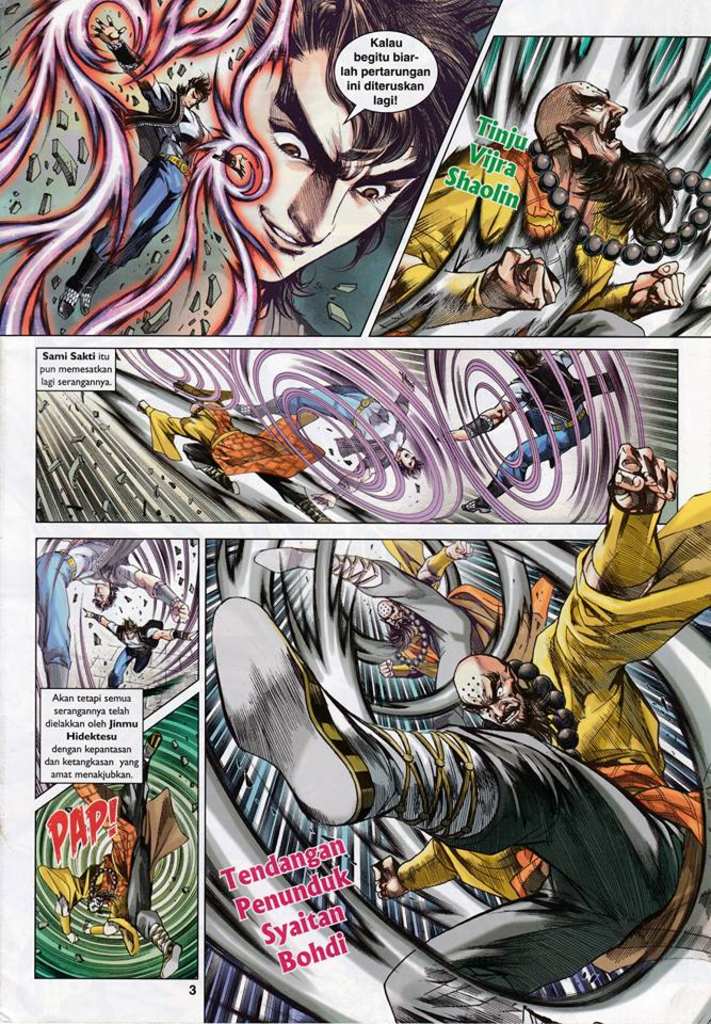 Kalau
begitu biar-
lah pertarungan
ini diteruskan
lagi!
Tinju
Vijra
Shaolin
Sami Sakti itu
pun memesatkan
lagi serangannya.
Akan tetapi semua
serangannya telah
dielakkan oleh Jinmu
Hidektesu
dengan kepantasan
dan ketangkasan yang
amat menakjubkan.
PAP!
Tendangan
Penunduk
Syaitan
Bohdi
3